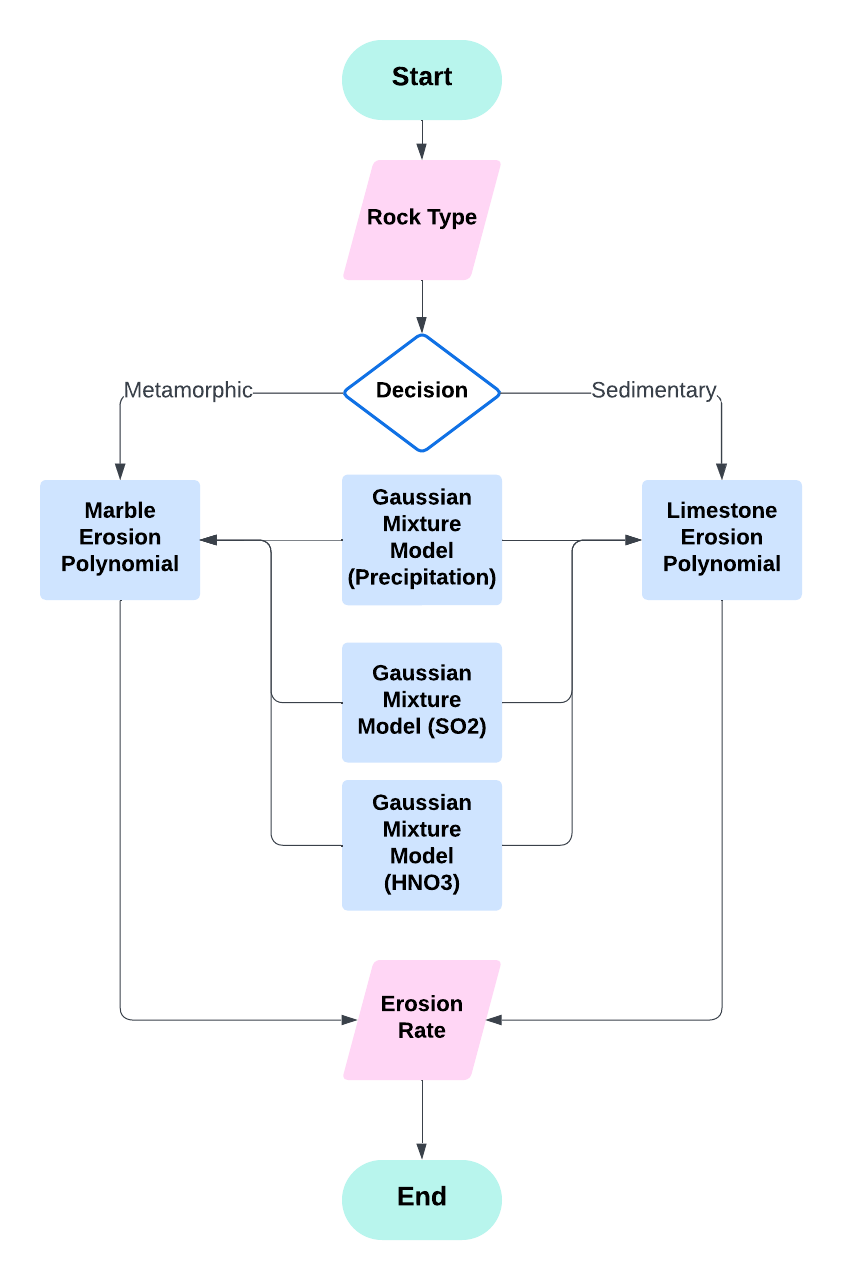 Start
Rock Type
Decision
Metamorphic
Sedimentary
Marble
Erosion
Polynomial
Gaussian
Mixture
Model
(Precipitation)
Limestone
Erosion
Polynomial
Gaussian
Mixture
Model (SO2)
Gaussian
Mixture
Model
(HNO3)
Erosion
Rate
End